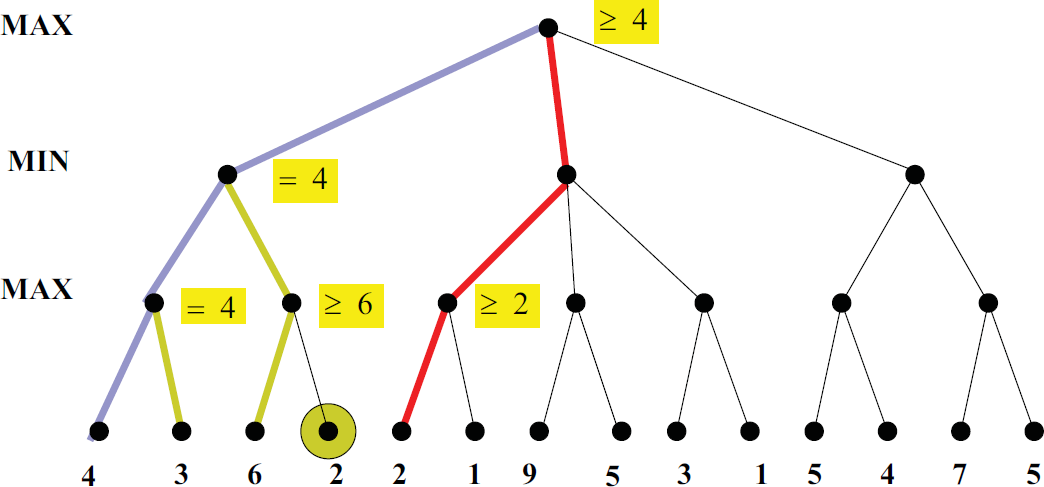 MAX
≥ 4
MIN
= 4
MAX
= 4
≥ 6
≥ 2
4 3 6 2 2 1 9 5 3 1 5 4 7 5